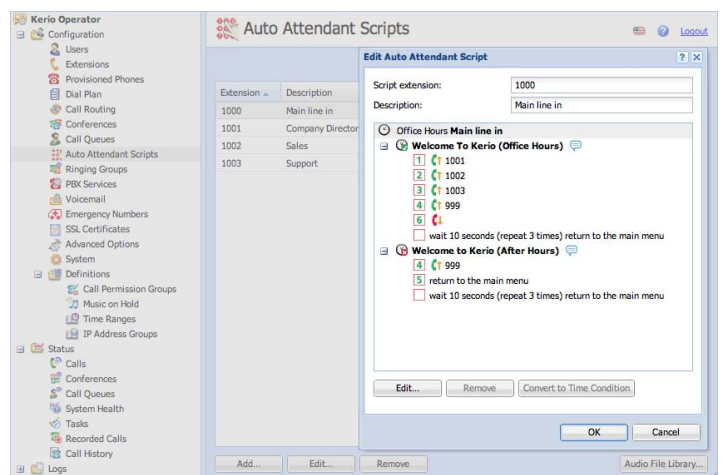 Kerio Operator
Configuration
Users
Extensions
Provisioned Phones
Dial Plan
Call Routing
Conferences
Call Queues
Auto Attendant Scripts
Ringing Groups
PBX Services
Voicemail
Emergency Numbers
SSL Certificates
Advanced Options
System
Definitions
Call Permission Groups
Music on Hold
Time Ranges
IP Address Groups
Status
Calls
Conferences
Call Queues
System Health
Tasks
Recorded Calls
Call History
Logs
Auto Attendant Scripts
Logout
Extension Description
1000 Main line in
1001 Company Director
1002 Sales
1003 Support
Add... Edit... Remove Audio File Library...
Edit Auto Attendant Script
Script extension: 1000
Description: Main line in
Office Hours Main line in
Welcome To Kerio (Office Hours)
1 1001
2 1002
3 1003
4 999
6
wait 10 seconds (repeat 3 times) return to the main menu
Welcome to Kerio (After Hours)
4 999
5 return to the main menu
wait 10 seconds (repeat 3 times) return to the main menu
Edit... Remove Convert to Time Condition
OK Cancel